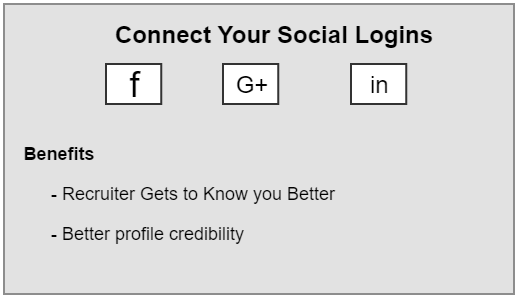 Connect Your Social Logins
f G+ in
Benefits
- Recruiter Gets to Know you Better
- Better profile credibility